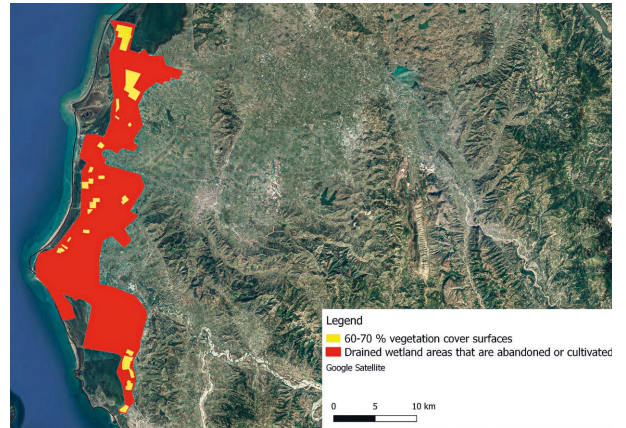 Legend
60-70 % vegetation cover surfaces
Drained wetland areas that are abandoned or cultivated
Google Satellite
0 5 10 km